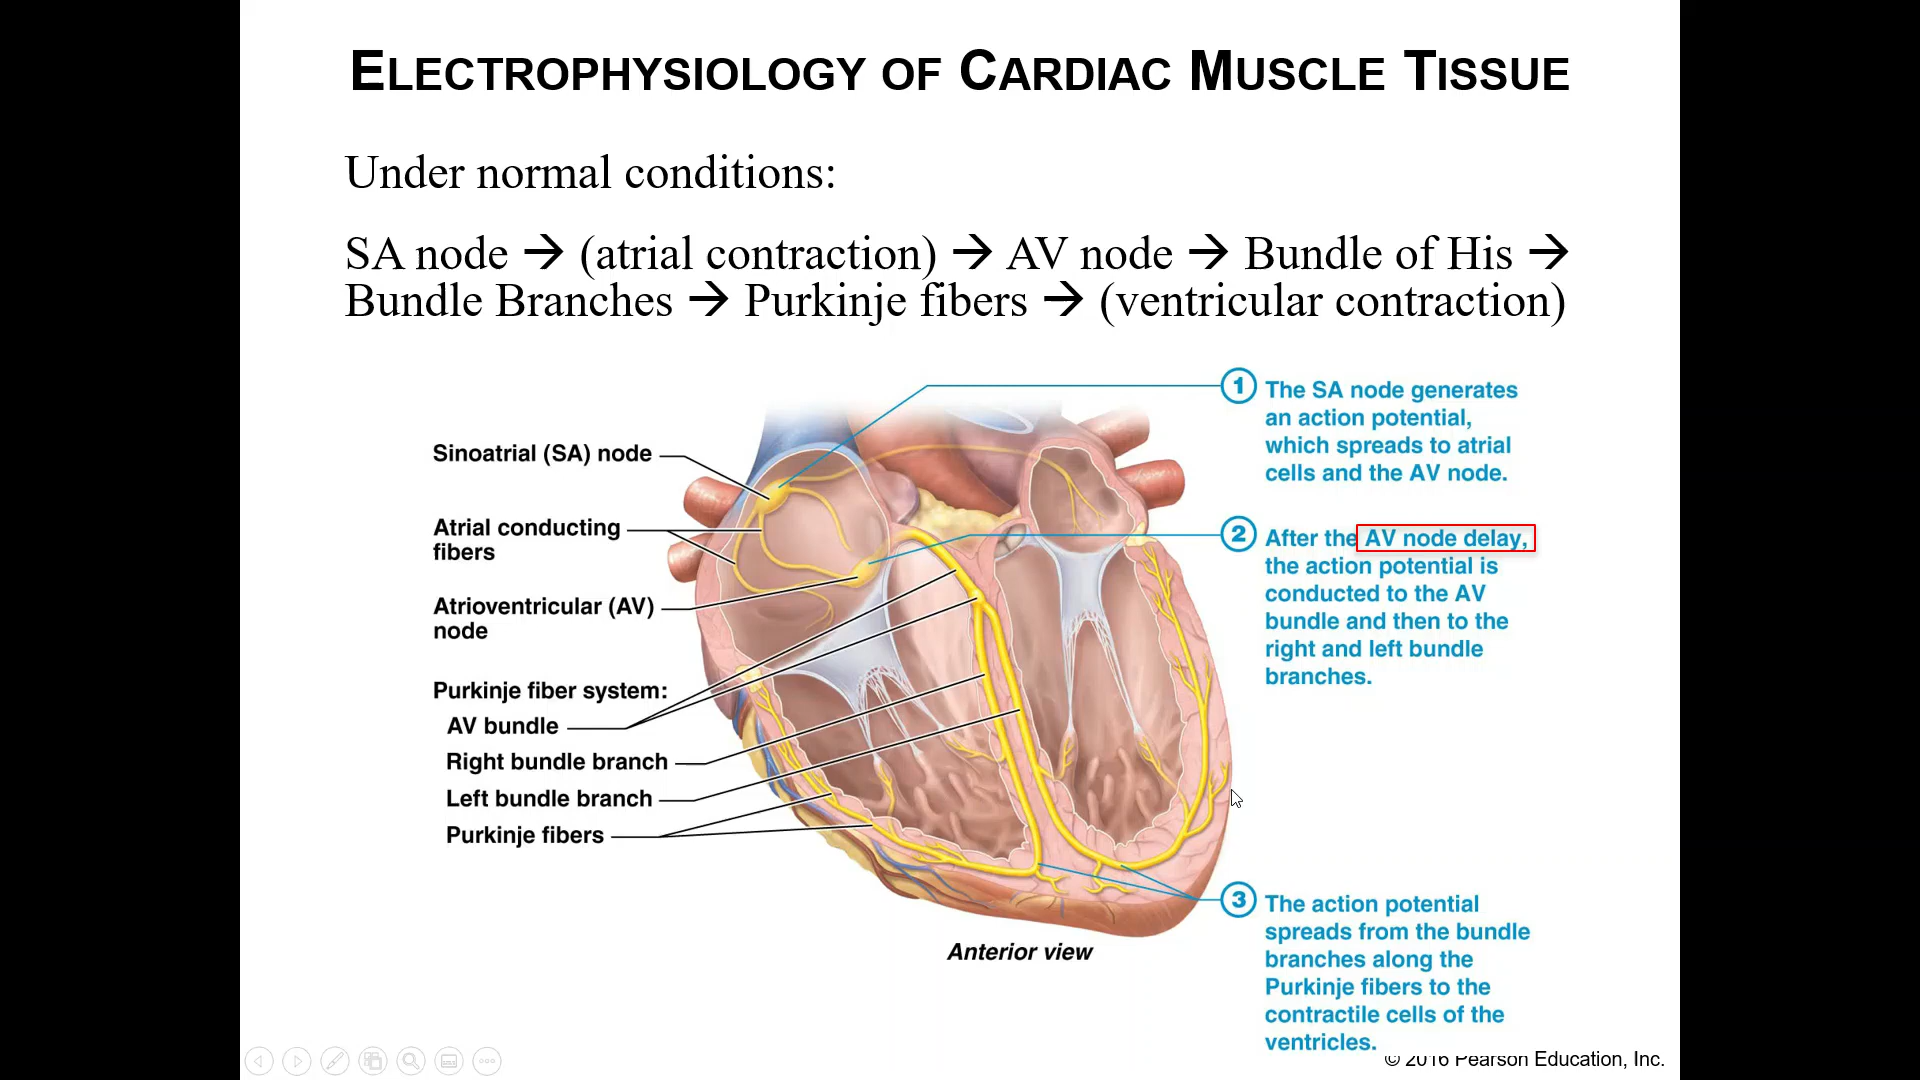 ELECTROPHYSIOLOGY OF CARDIAC MUSCLE TISSUE
Under normal conditions:
SA node → (atrial contraction) → AV node → Bundle of His →
Bundle Branches → Purkinje fibers → (ventricular contraction)
Sinoatrial (SA) node
Atrial conducting
fibers
Atrioventricular (AV)
node
Purkinje fiber system:
AV bundle
Right bundle branch
Left bundle branch
Purkinje fibers
1 The SA node generates
an action potential,
which spreads to atrial
cells and the AV node.
2 After the AV node delay,
the action potential is
conducted to the AV
bundle and then to the
right and left bundle
branches.
3 The action potential
spreads from the bundle
branches along the
Purkinje fibers to the
contractile cells of the
ventricles.
Anterior view
© 2016 Pearson Education, Inc.